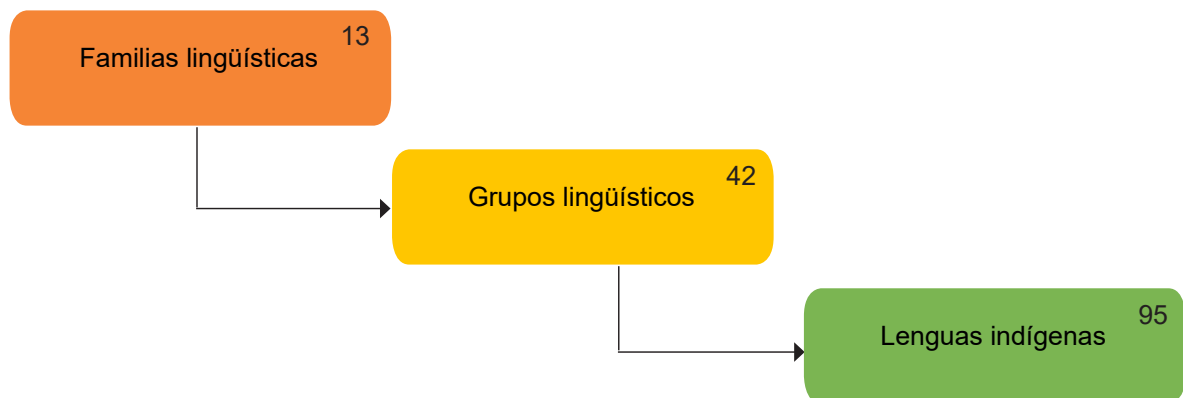 Familias lingüísticas
13
Grupos lingüísticos
42
Lenguas indígenas
95